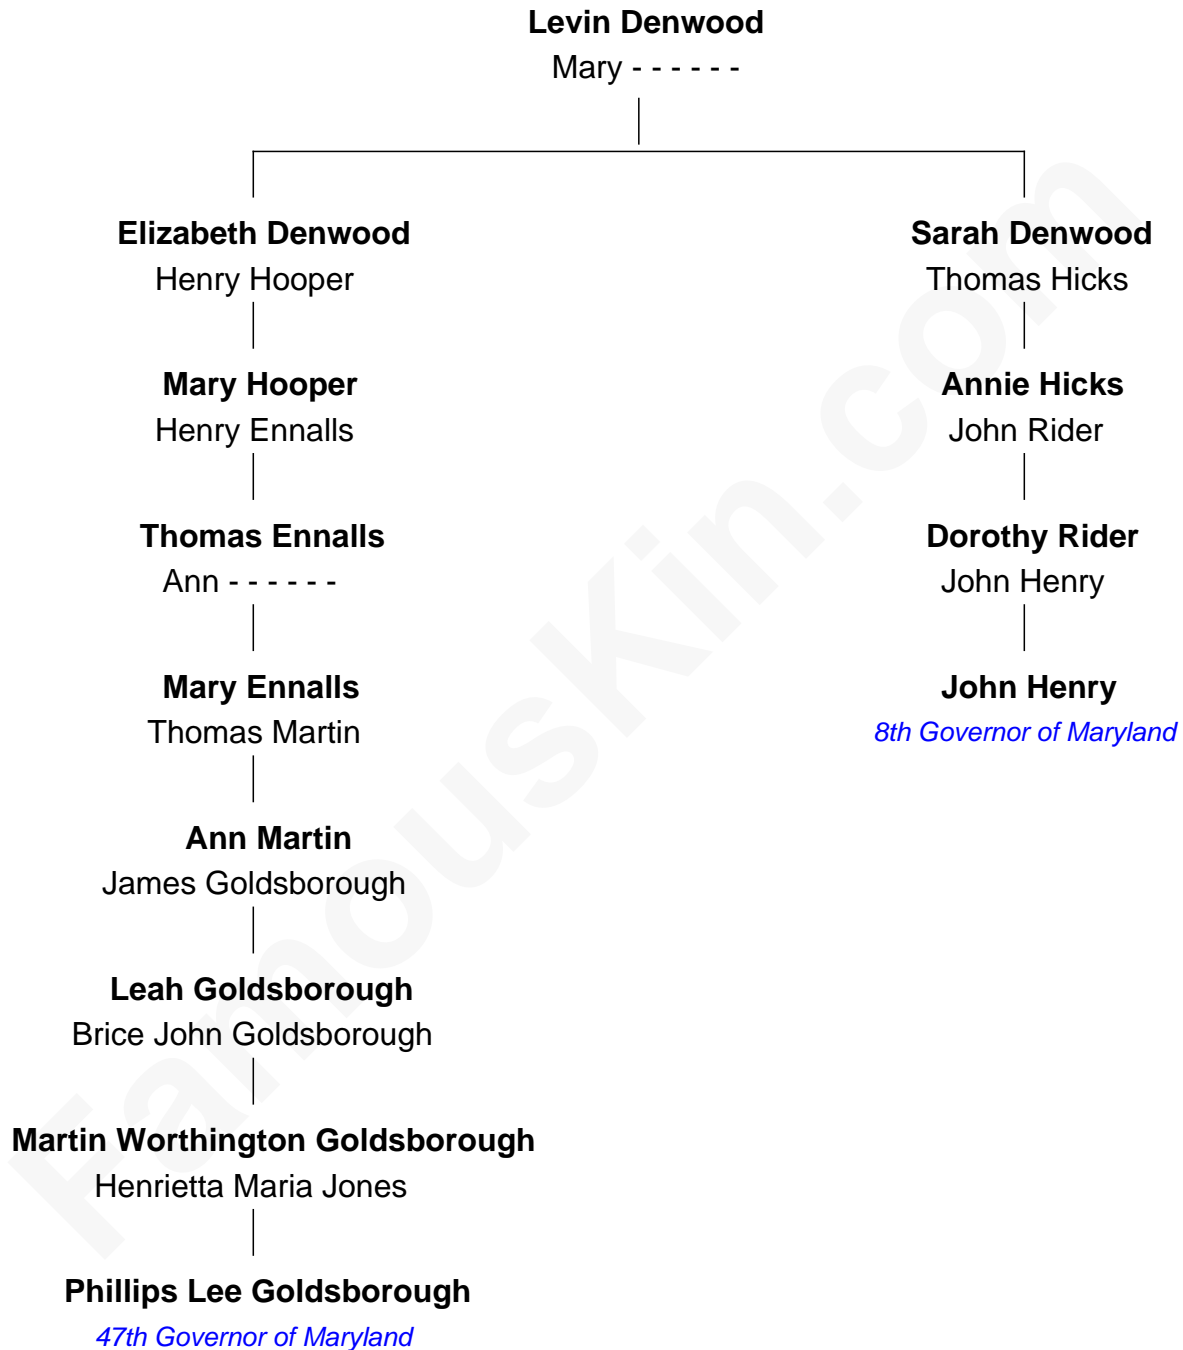 Levin Denwood
Mary - - - - - -
Elizabeth Denwood
Henry Hooper
Sarah Denwood
Thomas Hicks
Mary Hooper
Henry Ennalls
Annie Hicks
John Rider
Thomas Ennalls
Ann - - - - - -
Dorothy Rider
John Henry
Mary Ennalls
Thomas Martin
John Henry
8th Governor of Maryland
Ann Martin
James Goldsborough
Leah Goldsborough
Brice John Goldsborough
Martin Worthington Goldsborough
Henrietta Maria Jones
Phillips Lee Goldsborough
47th Governor of Maryland
FamousKin.com